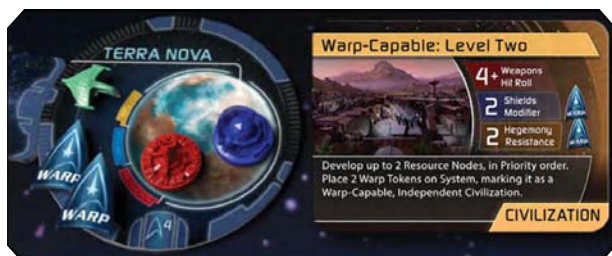 TERRA NOVA
WARP
WARP
4
Warp-Capable: Level Two
4+ Weapons
Hit Roll
2 Shields
Modifier
WARP
2 Hegemony
Resistance
WARP
Develop up to 2 Resource Nodes, in Priority order.
Place 2 Warp Tokens on System, marking it as a
Warp-Capable, Independent Civilization.
CIVILIZATION